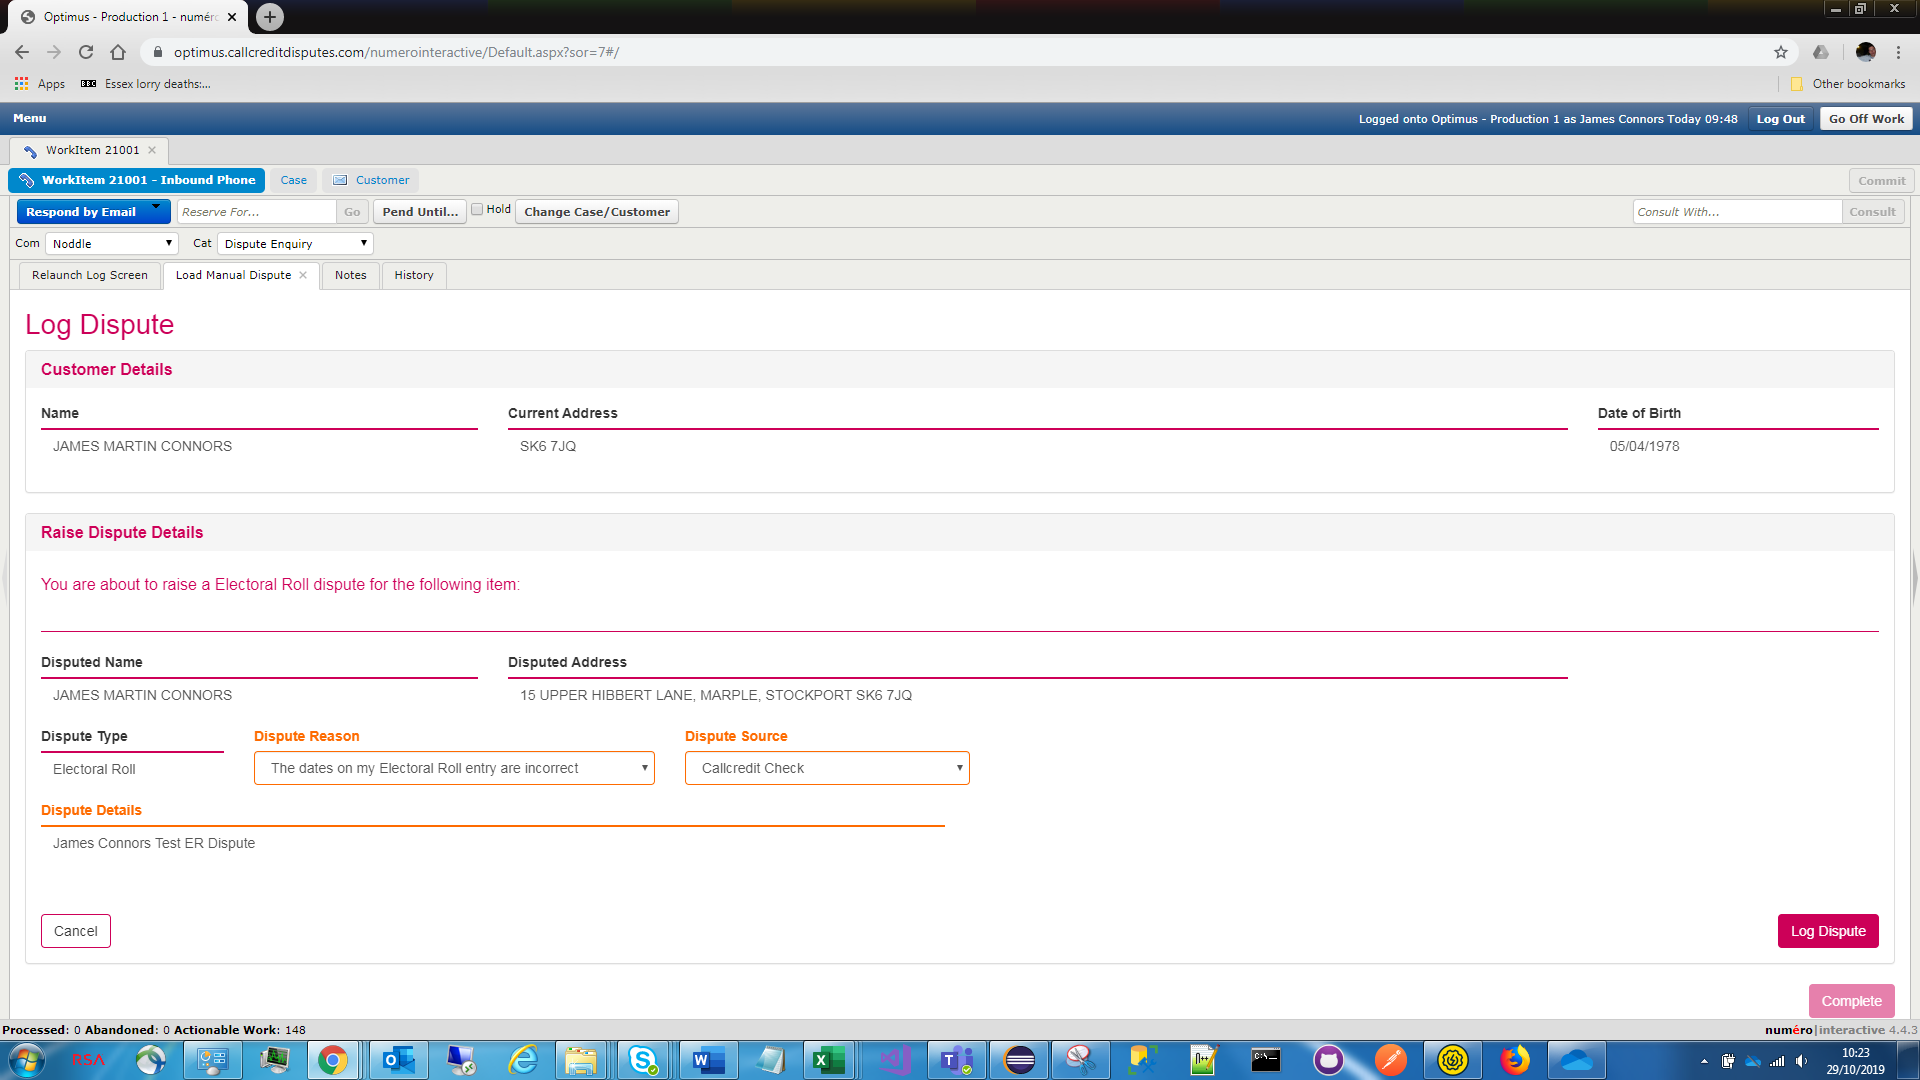 Optimus - Production 1 - numér
optimus.callcreditdisputes.com/numerointeractive/Default.aspx?sor=7#/
Apps BBC Essex lorry deaths:... Other bookmarks
Menu Logged onto Optimus - Production 1 as James Connors Today 09:48 Log Out Go Off Work
WorkItem 21001
WorkItem 21001 - Inbound Phone Case Customer Commit
Respond by Email Reserve For... Go Pend Until... Hold Change Case/Customer Consult With... Consult
Com Noddle Cat Dispute Enquiry
Relaunch Log Screen Load Manual Dispute Notes History
Log Dispute
Customer Details
Name Current Address Date of Birth
JAMES MARTIN CONNORS SK6 7JQ 05/04/1978
Raise Dispute Details
You are about to raise a Electoral Roll dispute for the following item:
Disputed Name Disputed Address
JAMES MARTIN CONNORS 15 UPPER HIBBERT LANE, MARPLE, STOCKPORT SK6 7JQ
Dispute Type Dispute Reason Dispute Source
Electoral Roll The dates on my Electoral Roll entry are incorrect Callcredit Check
Dispute Details
James Connors Test ER Dispute
Cancel Log Dispute
Complete
Processed: 0 Abandoned: 0 Actionable Work: 148 numéro|interactive 4.4.3
RSA
10:23
29/10/2019